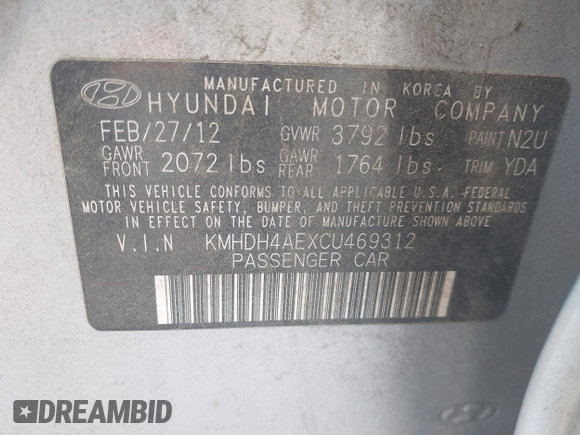 MANUFACTURED IN KOREA BY
HYUNDAI MOTOR COMPANY
FEB/27/12 GVWR 3792 lbs PAINT N2U
GAWR FRONT 2072 lbs GAWR REAR 1764 lbs TRIM YDA
THIS VEHICLE CONFORMS TO ALL APPLICABLE U.S.A. FEDERAL
MOTOR VEHICLE SAFETY, BUMPER, AND THEFT PREVENTION
STANDARDS IN EFFECT ON THE DATE OF MANUFACTURE SHOWN ABOVE
V.I.N KMHDH4AEXCU469312
PASSENGER CAR
DREAMBID